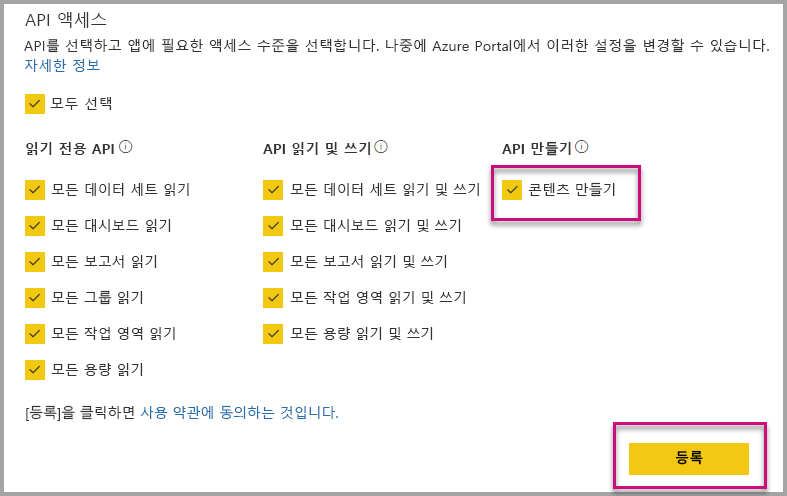 API 액세스
API를 선택하고 앱에 필요한 액세스 수준을 선택합니다. 나중에 Azure Portal에서 이러한 설정을 변경할 수 있습니다.
자세한 정보
모두 선택
읽기 전용 API
모든 데이터 세트 읽기
모든 대시보드 읽기
모든 보고서 읽기
모든 그룹 읽기
모든 작업 영역 읽기
모든 용량 읽기
API 읽기 및 쓰기
모든 데이터 세트 읽기 및 쓰기
모든 대시보드 읽기 및 쓰기
모든 보고서 읽기 및 쓰기
모든 작업 영역 읽기 및 쓰기
모든 용량 읽기 및 쓰기
API 만들기
콘텐츠 만들기
[등록]을 클릭하면 사용 약관에 동의하는 것입니다.
등록